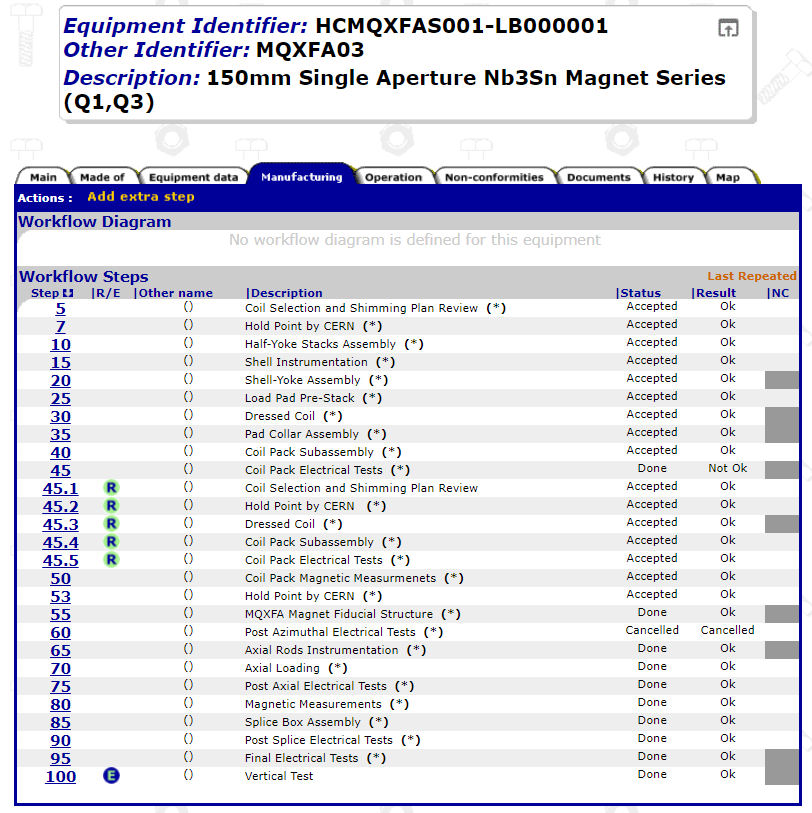 Equipment Identifier: HCMQXFAS001-LB000001
Other Identifier: MQXFA03
Description: 150mm Single Aperture Nb3Sn Magnet Series
(Q1,Q3)
Main Made of Equipment data Manufacturing Operation Non-conformities Documents History Map
Actions : Add extra step
Workflow Diagram
No workflow diagram is defined for this equipment
Workflow Steps Last Repeated
Step |R/E |Other name |Description |Status |Result |NC
5 () Coil Selection and Shimming Plan Review (*) Accepted Ok
7 () Hold Point by CERN (*) Accepted Ok
10 () Half-Yoke Stacks Assembly (*) Accepted Ok
15 () Shell Instrumentation (*) Accepted Ok
20 () Shell-Yoke Assembly (*) Accepted Ok
25 () Load Pad Pre-Stack (*) Accepted Ok
30 () Dressed Coil (*) Accepted Ok
35 () Pad Collar Assembly (*) Accepted Ok
40 () Coil Pack Subassembly (*) Accepted Ok
45 () Coil Pack Electrical Tests (*) Done Not Ok
45.1 R () Coil Selection and Shimming Plan Review Accepted Ok
45.2 R () Hold Point by CERN (*) Accepted Ok
45.3 R () Dressed Coil (*) Accepted Ok
45.4 R () Coil Pack Subassembly (*) Accepted Ok
45.5 R () Coil Pack Electrical Tests (*) Accepted Ok
50 () Coil Pack Magnetic Measurmenets (*) Accepted Ok
53 () Hold Point by CERN (*) Accepted Ok
55 () MQXFA Magnet Fiducial Structure (*) Done Ok
60 () Post Azimuthal Electrical Tests (*) Cancelled Cancelled
65 () Axial Rods Instrumentation (*) Done Ok
70 () Axial Loading (*) Done Ok
75 () Post Axial Electrical Tests (*) Done Ok
80 () Magnetic Measurements (*) Done Ok
85 () Splice Box Assembly (*) Done Ok
90 () Post Splice Electrical Tests (*) Done Ok
95 () Final Electrical Tests (*) Done Ok
100 E () Vertical Test Done Ok